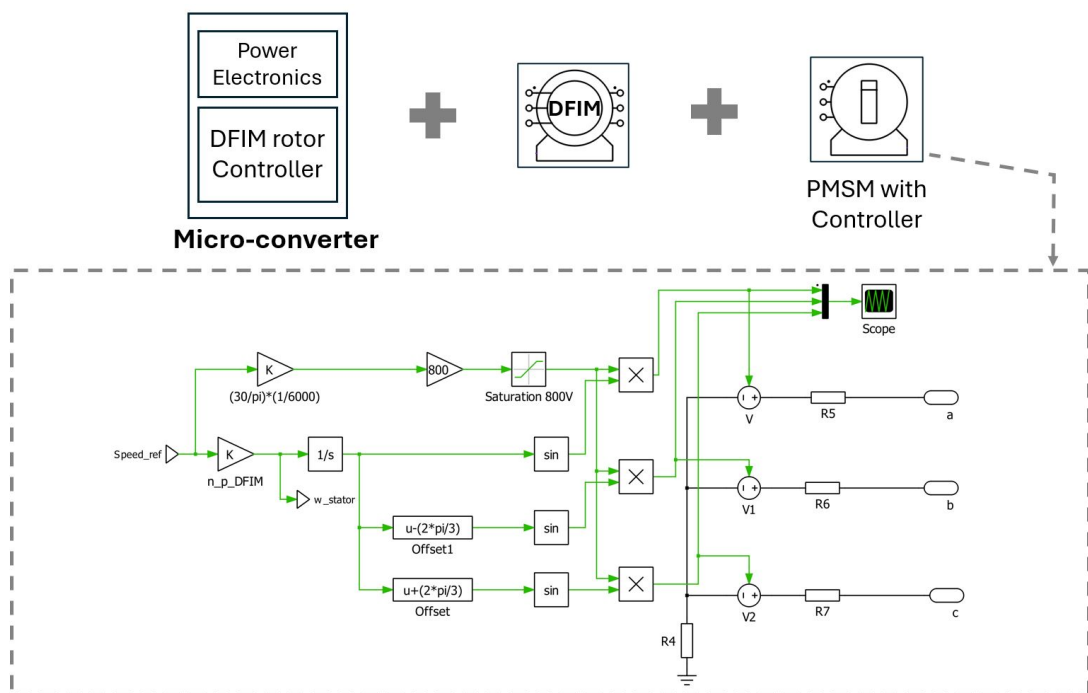 Power
Electronics
DFIM rotor
Controller
Micro-converter
DFIM
PMSM with
Controller
Scope
K
(30/pi)*(1/6000)
800
Saturation 800V
V
R5
a
Speed_ref
K
n_p_DFIM
1/s
sin
w_stator
V1
R6
b
u-(2*pi/3)
Offset1
sin
u+(2*pi/3)
Offset
sin
V2
R7
c
R4